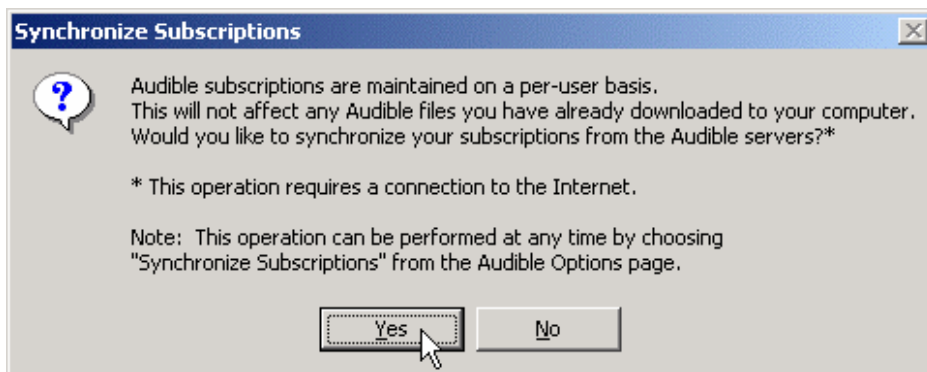 Synchronize Subscriptions
Audible subscriptions are maintained on a per-user basis.
This will not affect any Audible files you have already downloaded to your computer.
Would you like to synchronize your subscriptions from the Audible servers?*
* This operation requires a connection to the Internet.
Note:  This operation can be performed at any time by choosing
"Synchronize Subscriptions" from the Audible Options page.
Yes
No